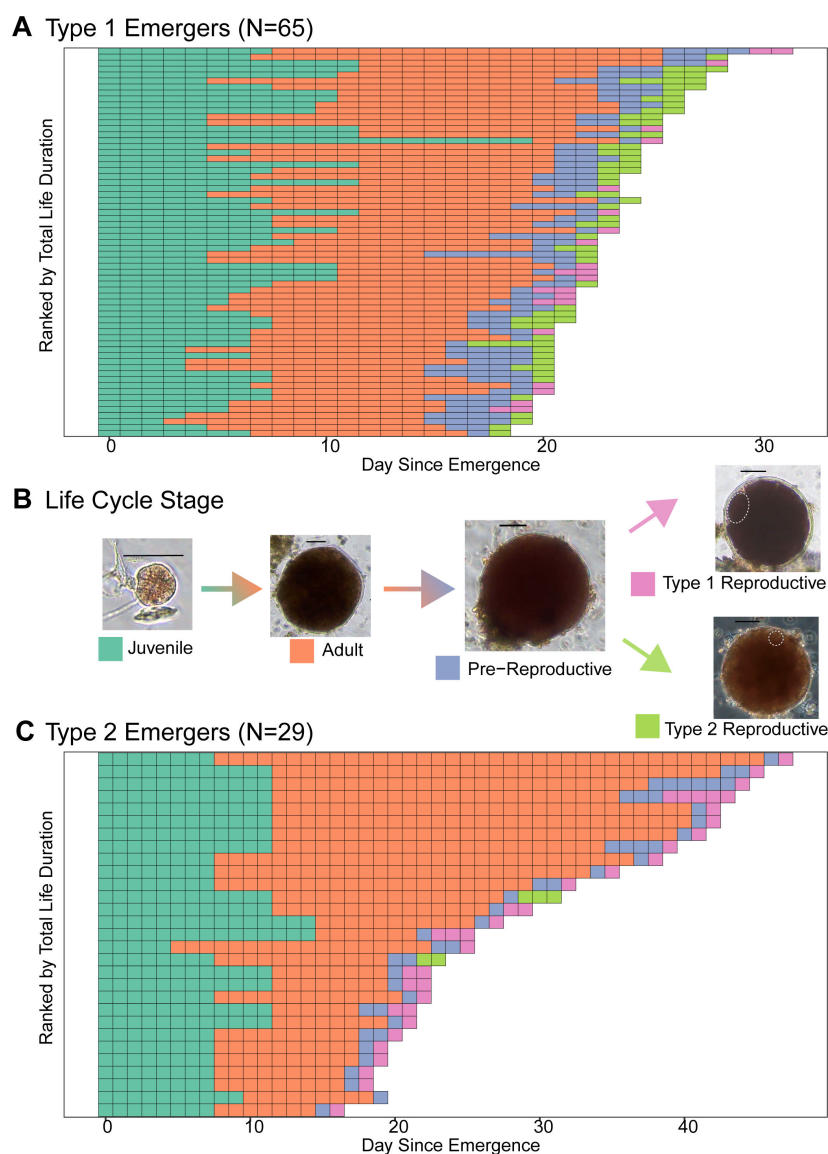 A Type 1 Emergers (N=65)
Ranked by Total Life Duration
0 10 20 30
Day Since Emergence
B Life Cycle Stage
Juvenile
Adult
Pre−Reproductive
Type 1 Reproductive
Type 2 Reproductive
C Type 2 Emergers (N=29)
Ranked by Total Life Duration
0 10 20 30 40
Day Since Emergence